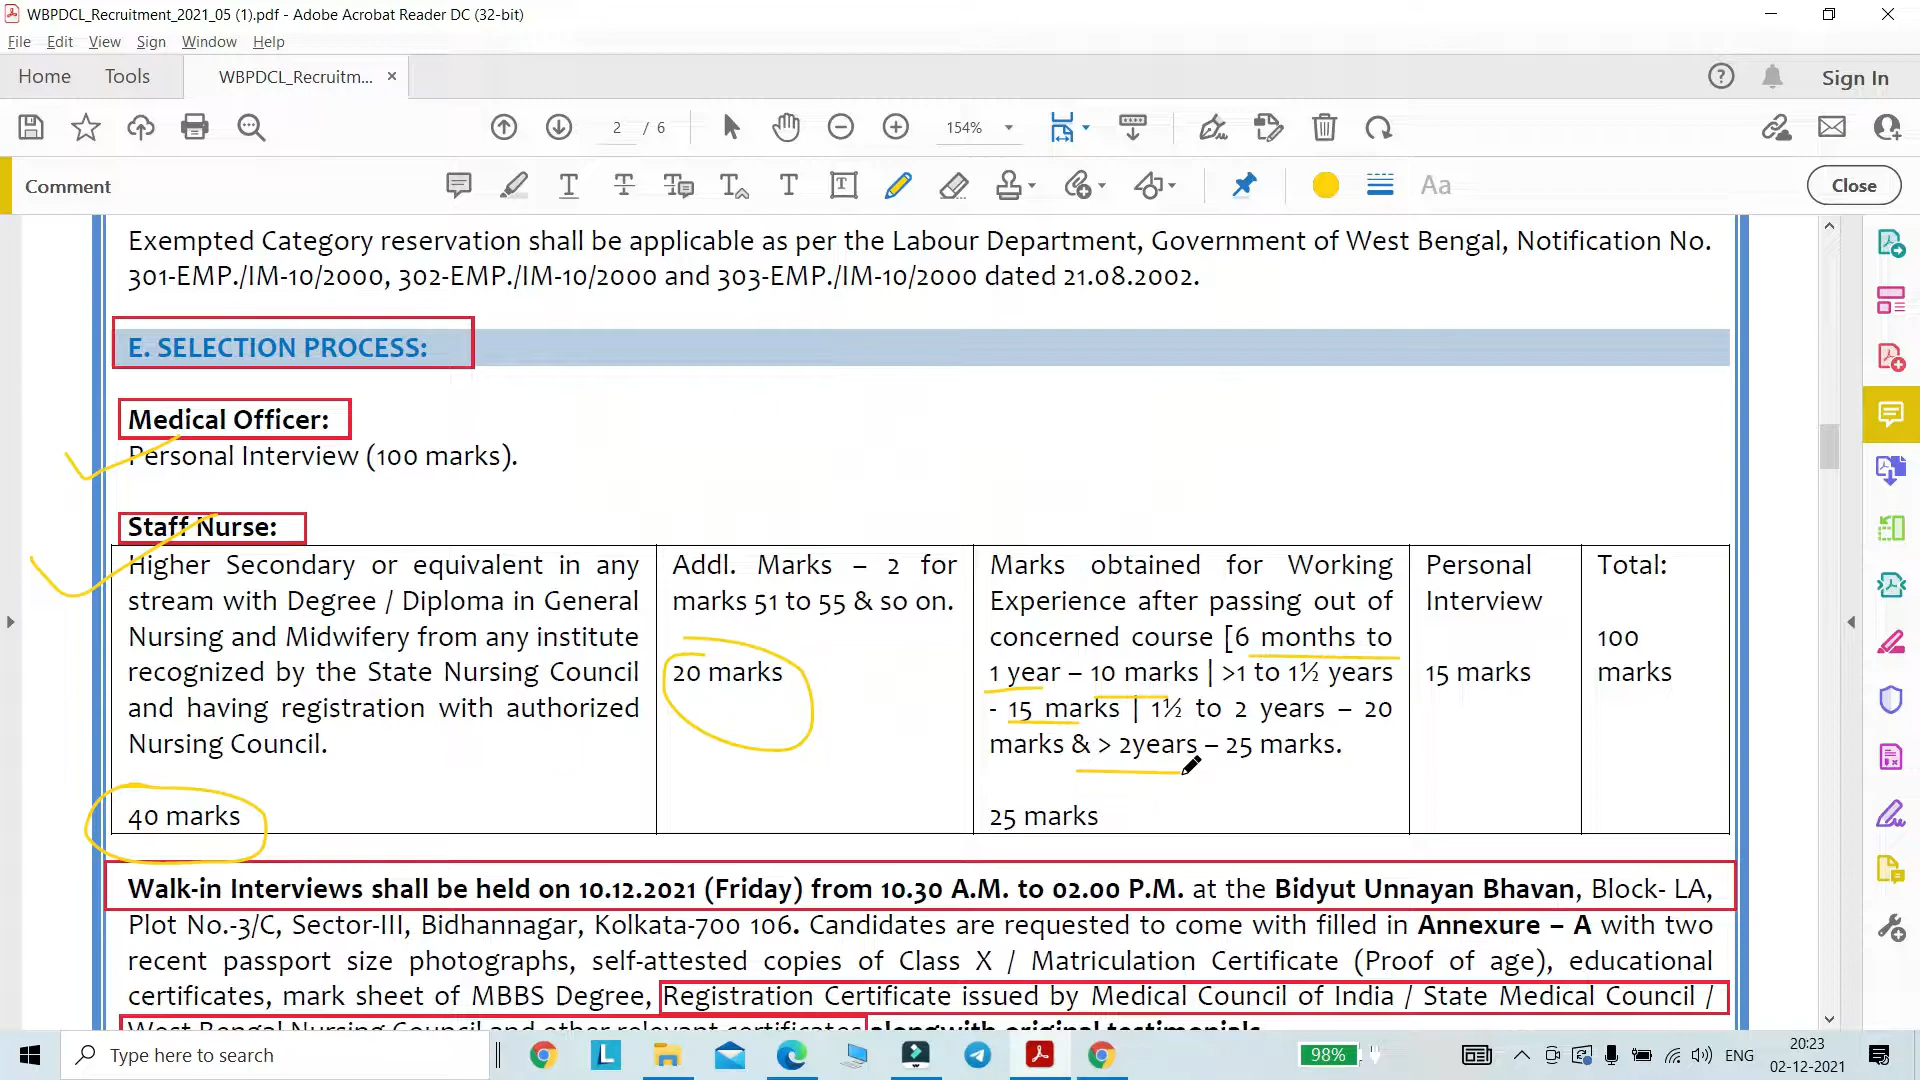 WBPDCL_Recruitment_2021_05 (1).pdf - Adobe Acrobat Reader DC (32-bit)
File Edit View Sign Window Help
Home Tools WBPDCL_Recruitm... × Sign In
2 / 6 154%
Comment Aa Close
Exempted Category reservation shall be applicable as per the Labour Department, Government of West Bengal, Notification No.
301-EMP./IM-10/2000, 302-EMP./IM-10/2000 and 303-EMP./IM-10/2000 dated 21.08.2002.
E. SELECTION PROCESS:
Medical Officer:
Personal Interview (100 marks).
Staff Nurse:
Higher Secondary or equivalent in any
stream with Degree / Diploma in General
Nursing and Midwifery from any institute
recognized by the State Nursing Council
and having registration with authorized
Nursing Council.
40 marks
Addl. Marks – 2 for
marks 51 to 55 & so on.
20 marks
Marks obtained for Working
Experience after passing out of
concerned course [6 months to
1 year – 10 marks | >1 to 1½ years
- 15 marks | 1½ to 2 years – 20
marks & > 2years – 25 marks.
25 marks
Personal
Interview
15 marks
Total:
100
marks
Walk-in Interviews shall be held on 10.12.2021 (Friday) from 10.30 A.M. to 02.00 P.M. at the Bidyut Unnayan Bhavan, Block- LA,
Plot No.-3/C, Sector-III, Bidhannagar, Kolkata-700 106. Candidates are requested to come with filled in Annexure – A with two
recent passport size photographs, self-attested copies of Class X / Matriculation Certificate (Proof of age), educational
certificates, mark sheet of MBBS Degree, Registration Certificate issued by Medical Council of India / State Medical Council /
West Bengal Nursing Council and other relevant certificates alongwith original testimonials
Type here to search
98%
ENG
20:23
02-12-2021